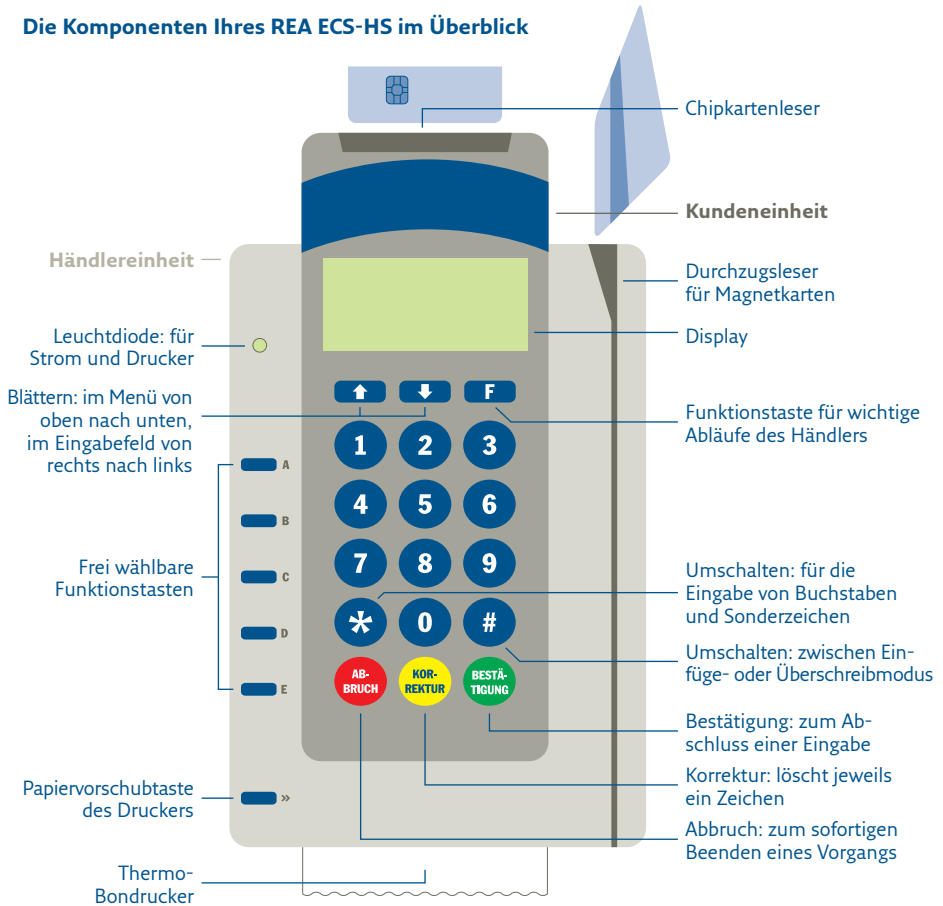 Die Komponenten Ihres REA ECS-HS im Überblick
Chipkartenleser
Kundeneinheit
Händlereinheit
Durchzugsleser
für Magnetkarten
Leuchtdiode: für
Strom und Drucker
Display
Blättern: im Menü von
oben nach unten,
im Eingabefeld von
rechts nach links
F
Funktionstaste für wichtige
Abläufe des Händlers
1 2 3
A
4 5 6
B
7 8 9
C
Frei wählbare
Funktionstasten
Umschalten: für die
Eingabe von Buchstaben
und Sonderzeichen
* 0 #
D
Umschalten: zwischen Ein-
füge- oder Überschreibmodus
E
AB-
BRUCH
KOR-
REKTUR
BESTÄ-
TIGUNG
Bestätigung: zum Ab-
schluss einer Eingabe
Papiervorschubtaste
des Druckers
»
Korrektur: löscht jeweils
ein Zeichen
Abbruch: zum sofortigen
Beenden eines Vorgangs
Thermo-
Bondrucker